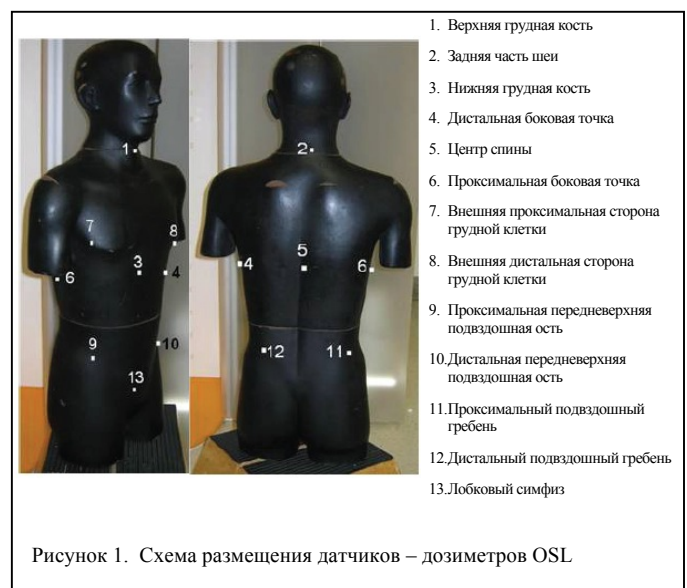 1. Верхняя грудная кость
2. Задняя часть шеи
3. Нижняя грудная кость
4. Дистальная боковая точка
5. Центр спины
6. Проксимальная боковая точка
7. Внешняя проксимальная сторона
грудной клетки
8. Внешняя дистальная сторона
грудной клетки
9. Проксимальная передневерхняя
подвздошная ость
10.Дистальная передневерхняя
подвздошная ость
11.Проксимальный подвздошный
гребень
12.Дистальный подвздошный гребень
13.Лобковый симфиз
1
7
8
3
4
6
9
10
13
2
4
5
6
12
11
Рисунок 1. Схема размещения датчиков – дозиметров OSL